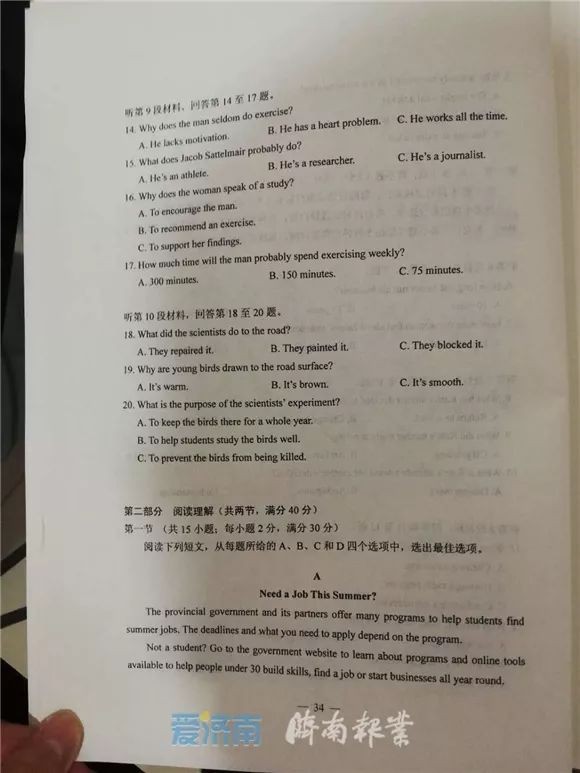 听第9段材料，回答第14至17题。
14. Why does the man seldom do exercise?
A. He lacks motivation. B. He has a heart problem. C. He works all the time.
15. What does Jacob Sattelmair probably do?
A. He's an athlete. B. He's a researcher. C. He's a journalist.
16. Why does the woman speak of a study?
A. To encourage the man.
B. To recommend an exercise.
C. To support her findings.
17. How much time will the man probably spend exercising weekly?
A. 300 minutes. B. 150 minutes. C. 75 minutes.
听第10段材料，回答第18至20题。
18. What did the scientists do to the road?
A. They repaired it. B. They painted it. C. They blocked it.
19. Why are young birds drawn to the road surface?
A. It's warm. B. It's brown. C. It's smooth.
20. What is the purpose of the scientists' experiment?
A. To keep the birds there for a whole year.
B. To help students study the birds well.
C. To prevent the birds from being killed.
第二部分 阅读理解（共两节，满分40分）
第一节 （共15小题；每小题2分，满分30分）
阅读下列短文，从每题所给的A、B、C和D四个选项中，选出最佳选项。
A
Need a Job This Summer?
The provincial government and its partners offer many programs to help students find
summer jobs. The deadlines and what you need to apply depend on the program.
Not a student? Go to the government website to learn about programs and online tools
available to help people under 30 build skills, find a job or start businesses all year round.
— 34 —
爱济南 济南报业